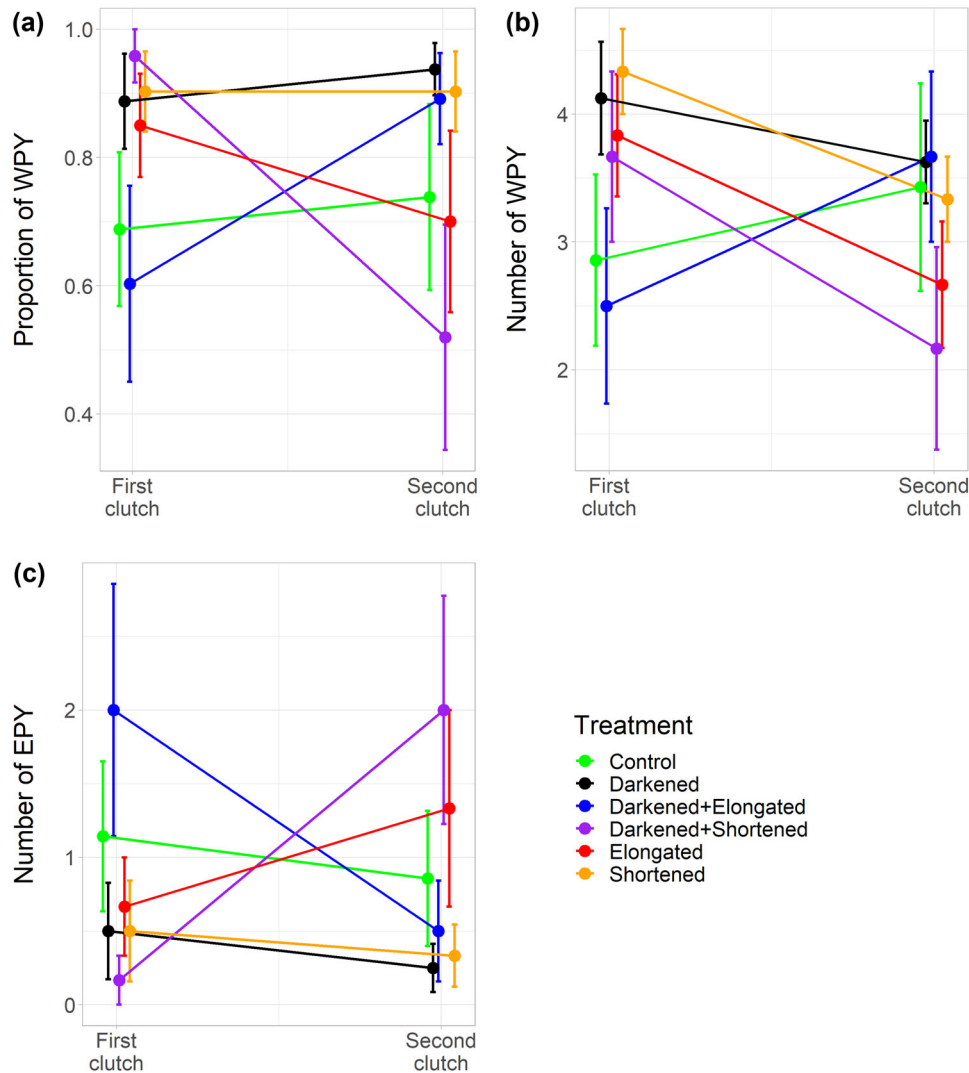 (a)
Proportion of WPY
1.0
0.8
0.6
0.4
First
clutch
Second
clutch
(b)
Number of WPY
4
3
2
First
clutch
Second
clutch
(c)
Number of EPY
2
1
0
First
clutch
Second
clutch
Treatment
Control
Darkened
Darkened+Elongated
Darkened+Shortened
Elongated
Shortened